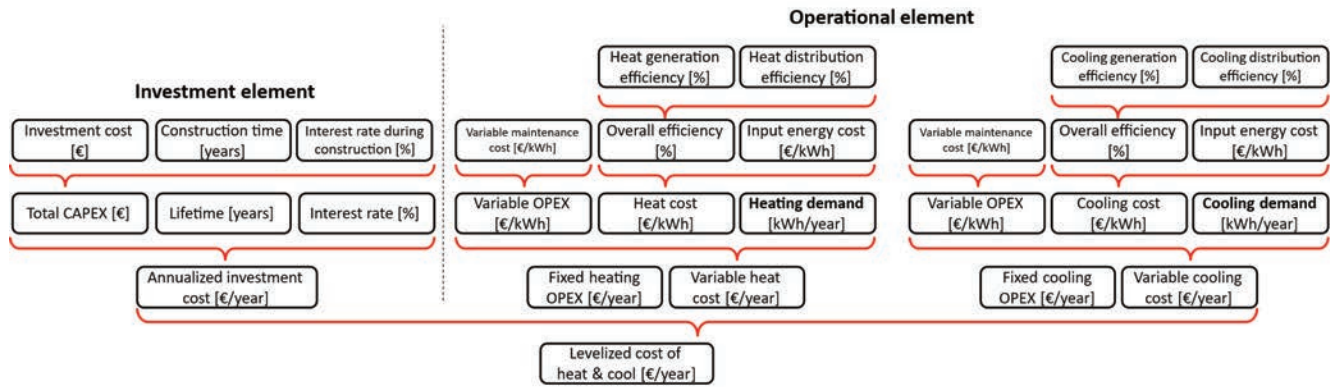 Operational element
Investment element
Heat generation
efficiency [%]
Heat distribution
efficiency [%]
Cooling generation
efficiency [%]
Cooling distribution
efficiency [%]
Investment cost
[€]
Construction time
[years]
Interest rate during
construction [%]
Variable maintenance
cost [€/kWh]
Overall efficiency
[%]
Input energy cost
[€/kWh]
Variable maintenance
cost [€/kWh]
Overall efficiency
[%]
Input energy cost
[€/kWh]
Total CAPEX [€]
Lifetime [years]
Interest rate [%]
Variable OPEX
[€/kWh]
Heat cost
[€/kWh]
Heating demand
[kWh/year]
Variable OPEX
[€/kWh]
Cooling cost
[€/kWh]
Cooling demand
[kWh/year]
Annualized investment
cost [€/year]
Fixed heating
OPEX [€/year]
Variable heat
cost [€/year]
Fixed cooling
OPEX [€/year]
Variable cooling
cost [€/year]
Levelized cost of
heat & cool [€/year]